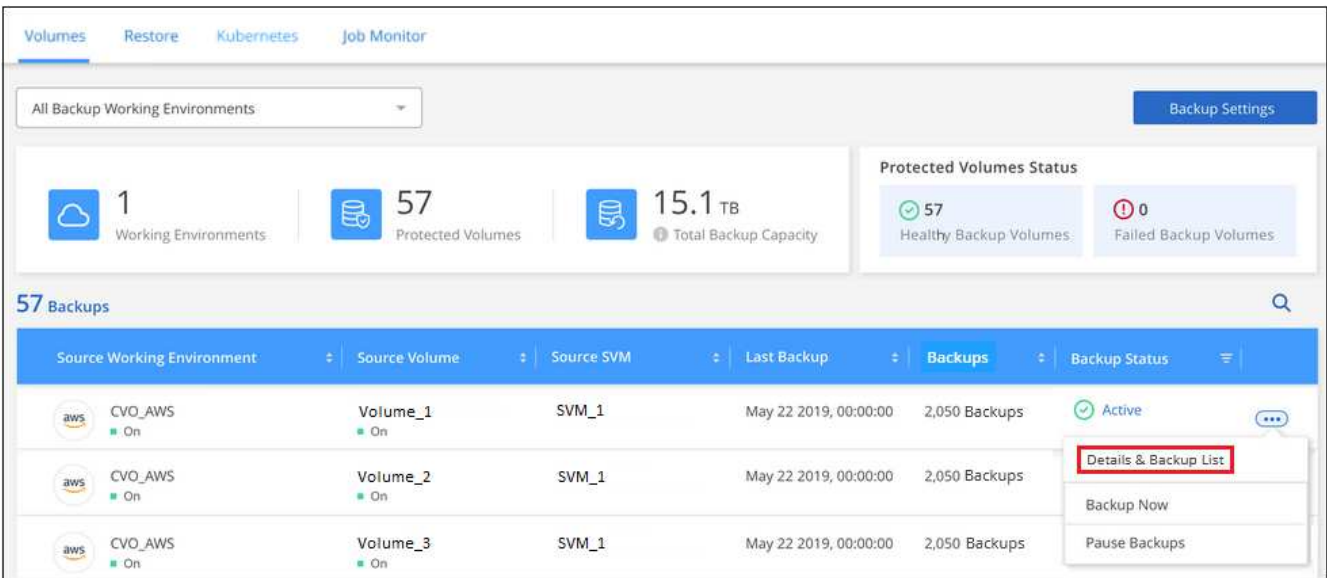 Volumes Restore Kubernetes Job Monitor
All Backup Working Environments
Backup Settings
1
Working Environments
57
Protected Volumes
15.1 TB
Total Backup Capacity
Protected Volumes Status
57
Healthy Backup Volumes
0
Failed Backup Volumes
57 Backups
Source Working Environment Source Volume Source SVM Last Backup Backups Backup Status
aws CVO_AWS Volume_1 SVM_1 May 22 2019, 00:00:00 2,050 Backups Active
On On
Details & Backup List
aws CVO_AWS Volume_2 SVM_1 May 22 2019, 00:00:00 2,050 Backups
On On
Backup Now
aws CVO_AWS Volume_3 SVM_1 May 22 2019, 00:00:00 2,050 Backups
On On
Pause Backups